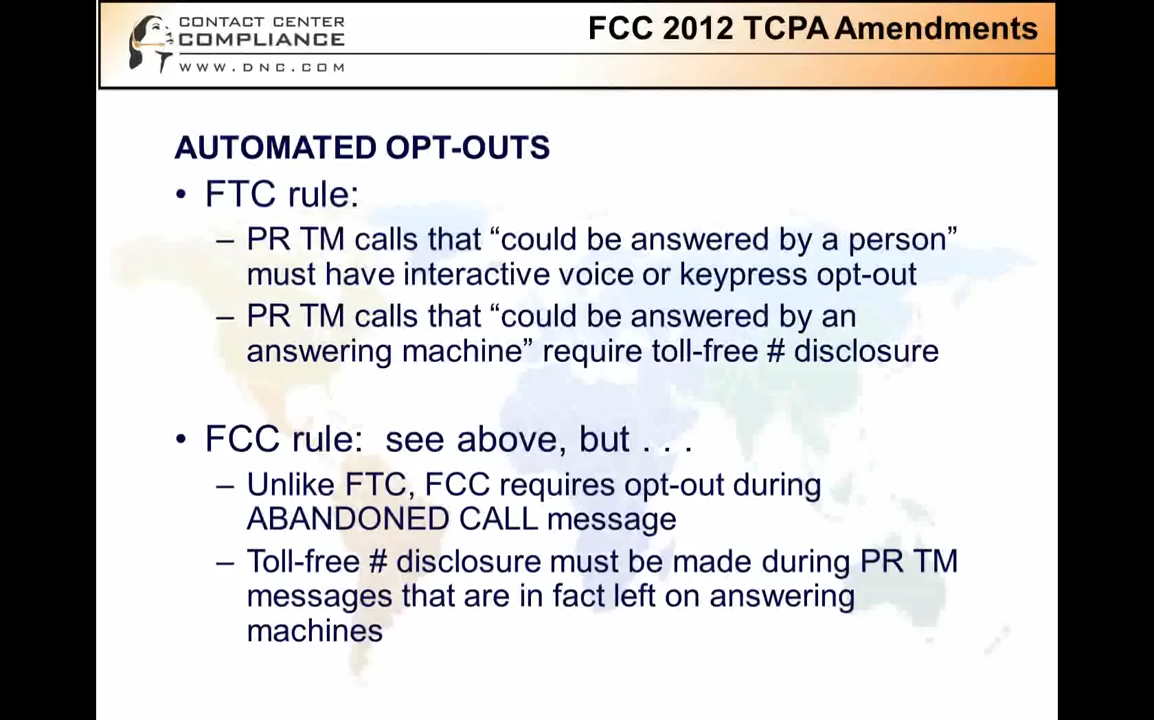 CONTACT CENTER
COMPLIANCE
WWW.DNC.COM
FCC 2012 TCPA Amendments
AUTOMATED OPT-OUTS
• FTC rule:
– PR TM calls that “could be answered by a person”
must have interactive voice or keypress opt-out
– PR TM calls that “could be answered by an
answering machine” require toll-free # disclosure
• FCC rule: see above, but . . .
– Unlike FTC, FCC requires opt-out during
ABANDONED CALL message
– Toll-free # disclosure must be made during PR TM
messages that are in fact left on answering
machines